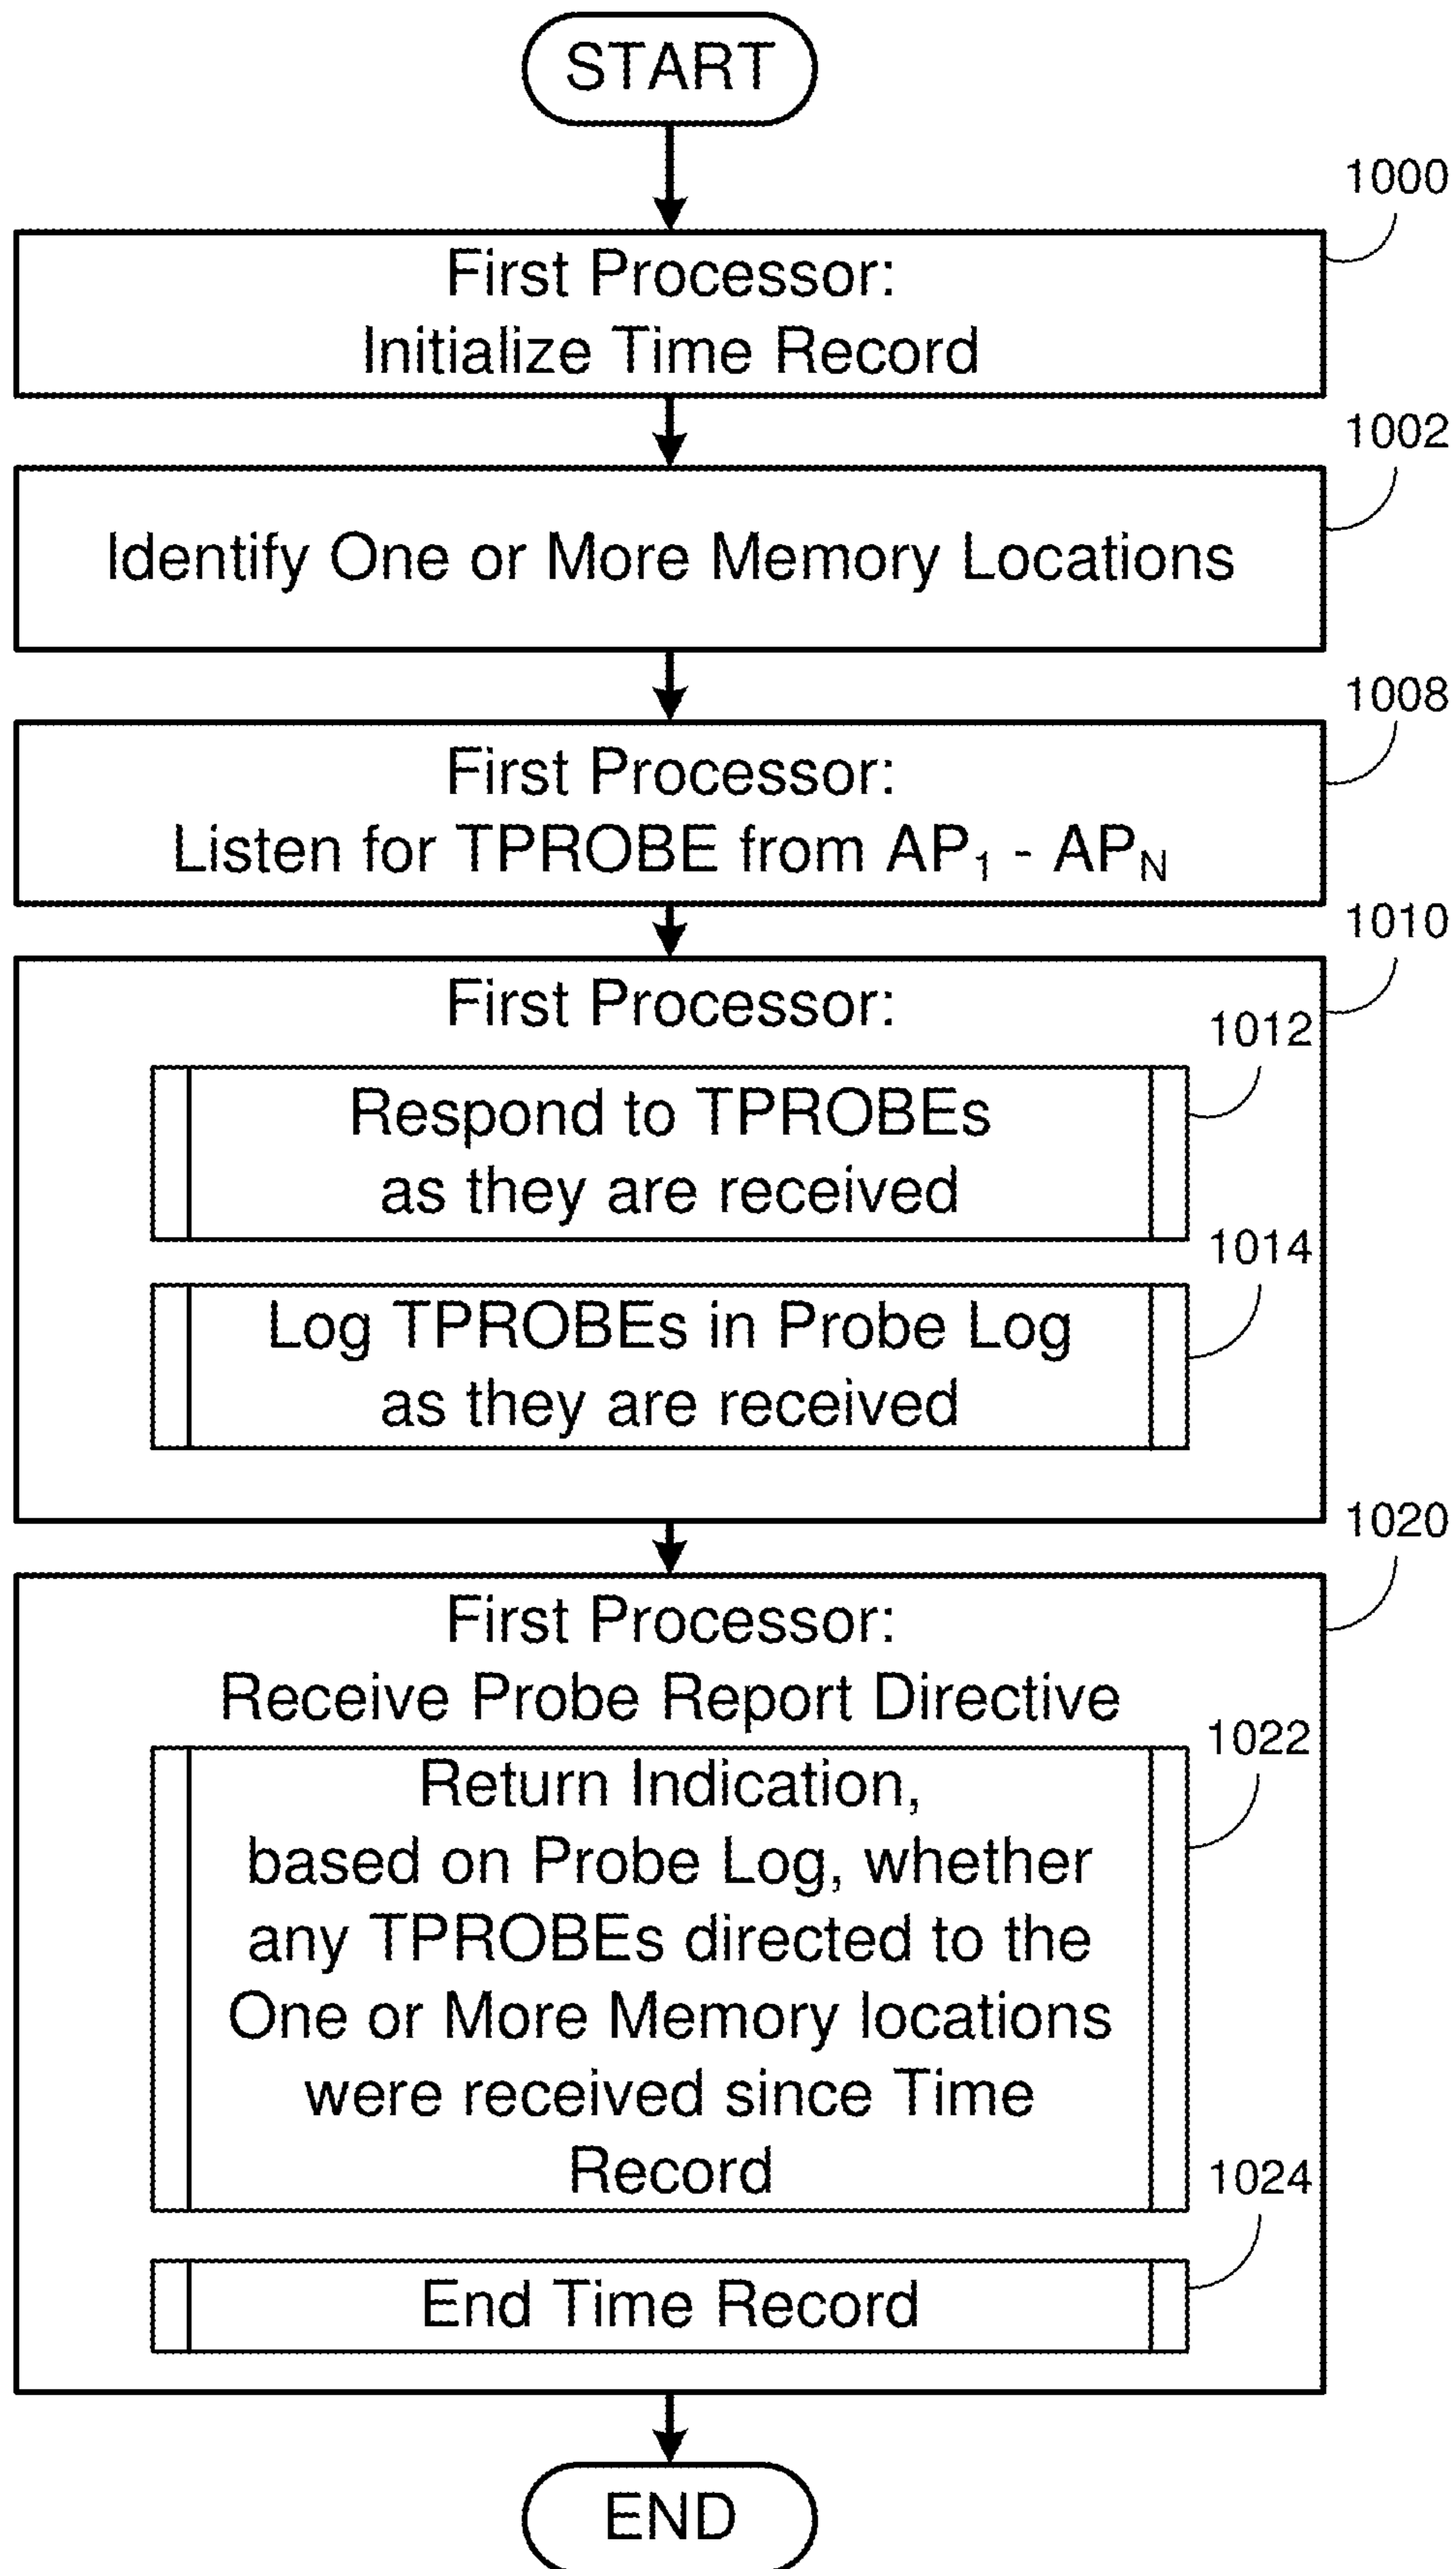 START
1000
First Processor:
Initialize Time Record
1002
Identify One or More Memory Locations
1008
First Processor:
Listen for TPROBE from AP₁ - APN
1010
First Processor:
1012
Respond to TPROBEs
as they are received
1014
Log TPROBEs in Probe Log
as they are received
1020
First Processor:
Receive Probe Report Directive
1022
Return Indication,
based on Probe Log, whether
any TPROBEs directed to the
One or More Memory locations
were received since Time
Record
1024
End Time Record
END